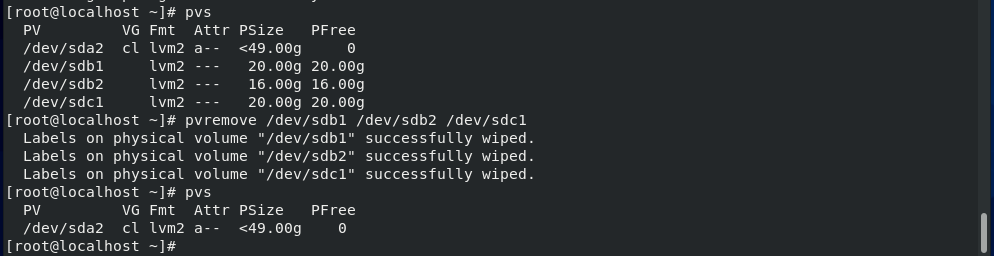 [root@localhost ~]# pvs
  PV         VG Fmt  Attr PSize   PFree
  /dev/sda2  cl lvm2 a--  <49.00g     0
  /dev/sdb1     lvm2 ---   20.00g 20.00g
  /dev/sdb2     lvm2 ---   16.00g 16.00g
  /dev/sdc1     lvm2 ---   20.00g 20.00g
[root@localhost ~]# pvremove /dev/sdb1 /dev/sdb2 /dev/sdc1
  Labels on physical volume "/dev/sdb1" successfully wiped.
  Labels on physical volume "/dev/sdb2" successfully wiped.
  Labels on physical volume "/dev/sdc1" successfully wiped.
[root@localhost ~]# pvs
  PV         VG Fmt  Attr PSize   PFree
  /dev/sda2  cl lvm2 a--  <49.00g    0
[root@localhost ~]#